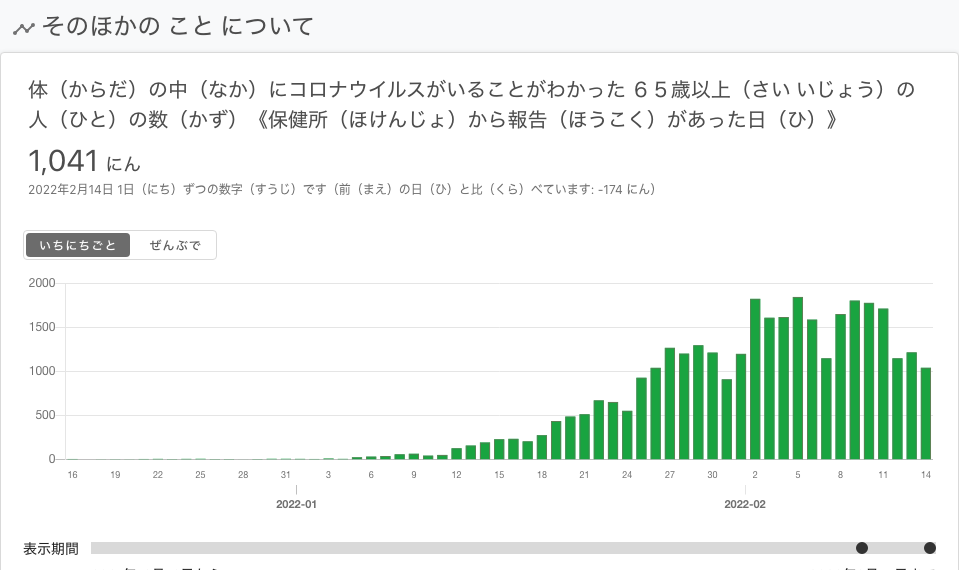 そのほかの こと について
体（からだ）の中（なか）にコロナウイルスがいることがわかった ６５歳以上（さい いじょう）の
人（ひと）の数（かず）《保健所（ほけんじょ）から報告（ほうこく）があった日（ひ）》
1,041 にん
2022年2月14日 1日（にち）ずつの数字（すうじ）です（前（まえ）の日（ひ）と比（くら）べています: -174 にん）
いちにちごと ぜんぶで
2000
1500
1000
500
0
16 19 22 25 28 31 3 6 9 12 15 18 21 24 27 30 2 5 8 11 14
2022-01 2022-02
表示期間